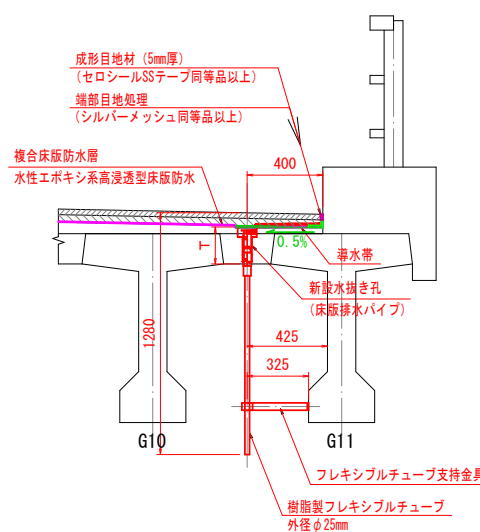 成形目地材（5mm厚）
（セロシールSSテープ同等品以上）
端部目地処理
（シルバーメッシュ同等品以上）
複合床版防水層
水性エポキシ系高浸透型床版防水
400
0.5%
導水帯
T
新設水抜き孔
（床版排水パイプ）
1280
425
325
G10
G11
フレキシブルチューブ支持金具
樹脂製フレキシブルチューブ
外径φ25mm